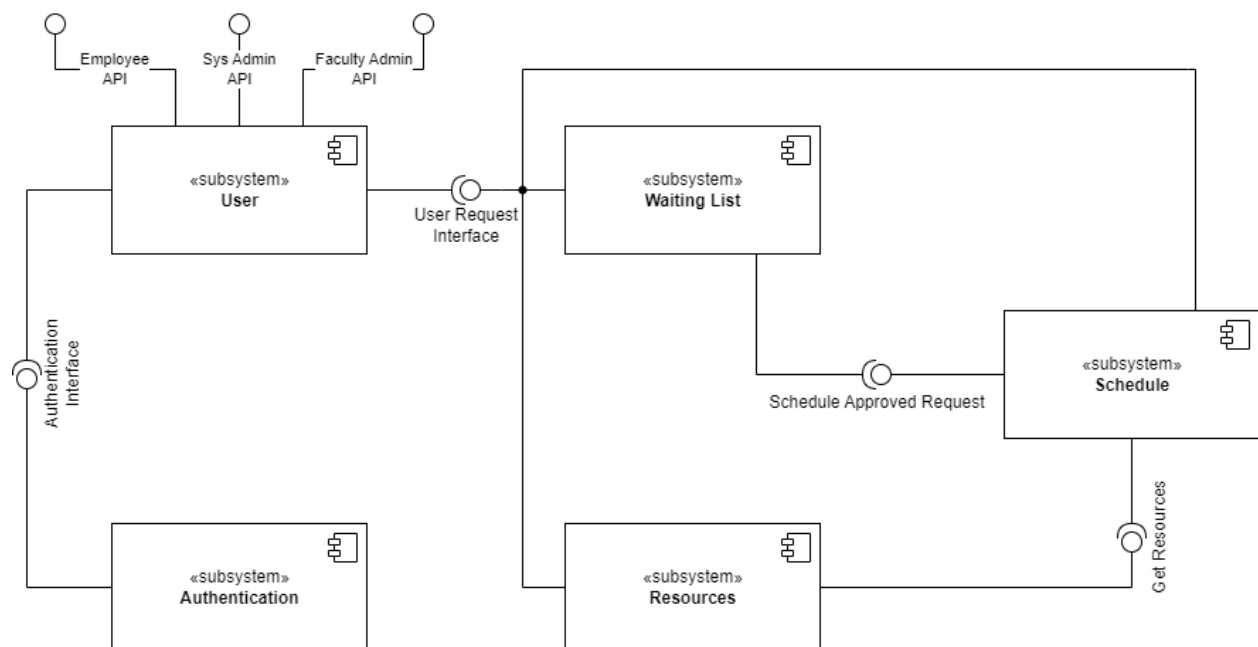 Employee
API
Sys Admin
API
Faculty Admin
API
«subsystem»
User
User Request
Interface
«subsystem»
Waiting List
Authentication
Interface
Schedule Approved Request
«subsystem»
Schedule
Get Resources
«subsystem»
Authentication
«subsystem»
Resources